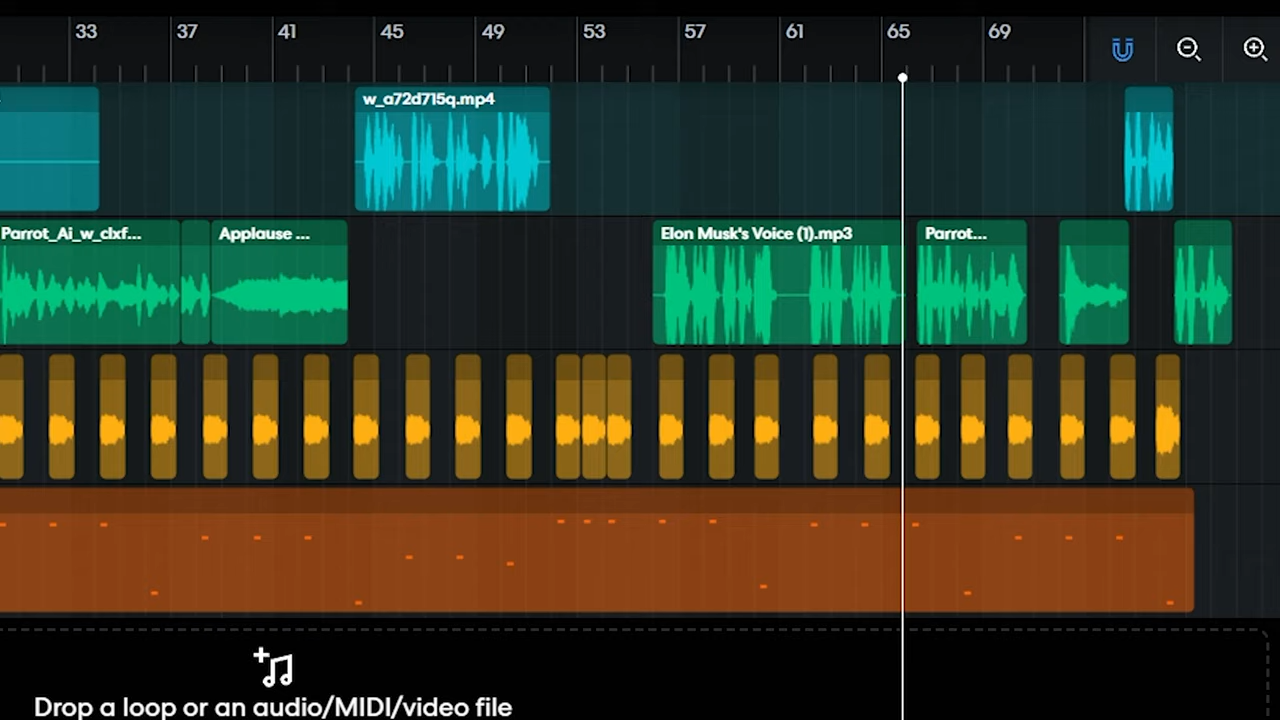 33 37 41 45 49 53 57 61 65 69
w_a72d715q.mp4
Parrot_Ai_w_clxf... Applause ... Elon Musk's Voice (1).mp3 Parrot...
Drop a loop or an audio/MIDI/video file